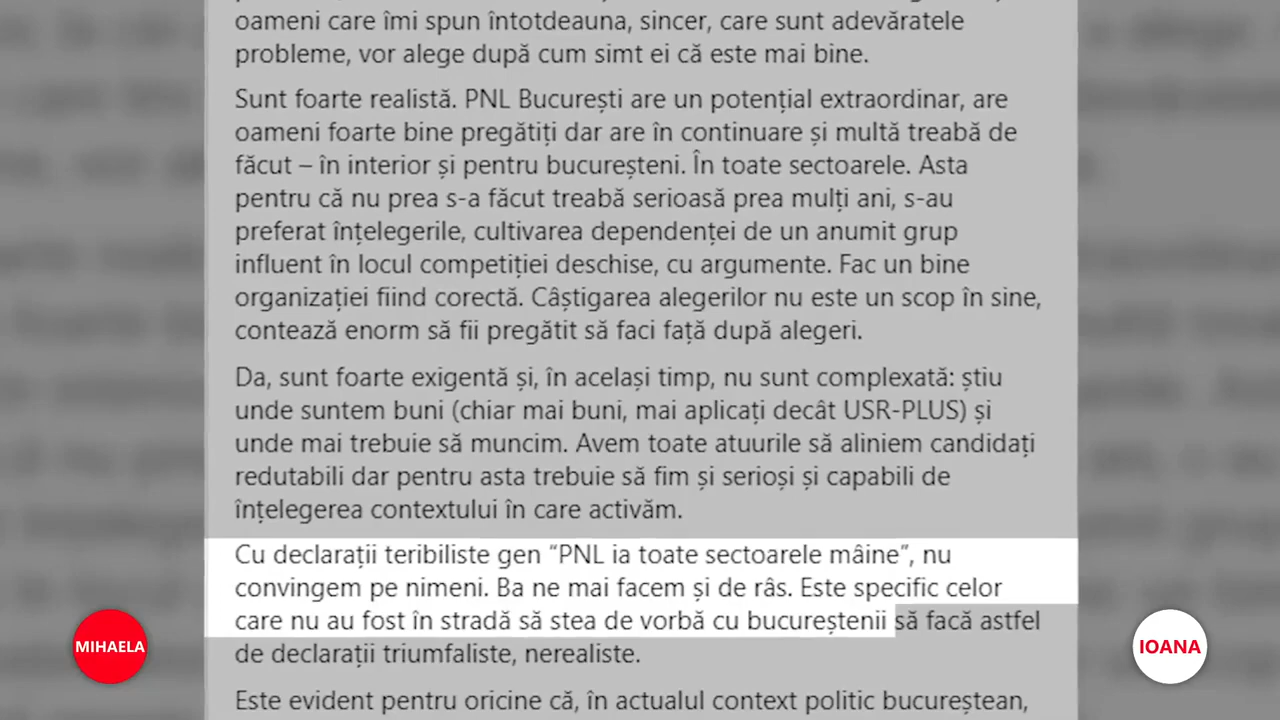 oameni care îmi spun întotdeauna, sincer, care sunt adevăratele
probleme, vor alege după cum simt ei că este mai bine.
Sunt foarte realistă. PNL București are un potențial extraordinar, are
oameni foarte bine pregătiți dar are în continuare și multă treabă de
făcut – în interior și pentru bucureșteni. În toate sectoarele. Asta
pentru că nu prea s-a făcut treabă serioasă prea mulți ani, s-au
preferat înțelegerile, cultivarea dependenței de un anumit grup
influent în locul competiției deschise, cu argumente. Fac un bine
organizației fiind corectă. Câștigarea alegerilor nu este un scop în sine,
contează enorm să fii pregătit să faci față după alegeri.
Da, sunt foarte exigentă și, în același timp, nu sunt complexată: știu
unde suntem buni (chiar mai buni, mai aplicați decât USR-PLUS) și
unde mai trebuie să muncim. Avem toate atuurile să aliniem candidați
redutabili dar pentru asta trebuie să fim și serioși și capabili de
înțelegerea contextului în care activăm.
Cu declarații teribiliste gen “PNL ia toate sectoarele mâine”, nu
convingem pe nimeni. Ba ne mai facem și de râs. Este specific celor
care nu au fost în stradă să stea de vorbă cu bucureștenii să facă astfel
de declarații triumfaliste, nerealiste.
Este evident pentru oricine că, în actualul context politic bucureștean,
MIHAELA
IOANA